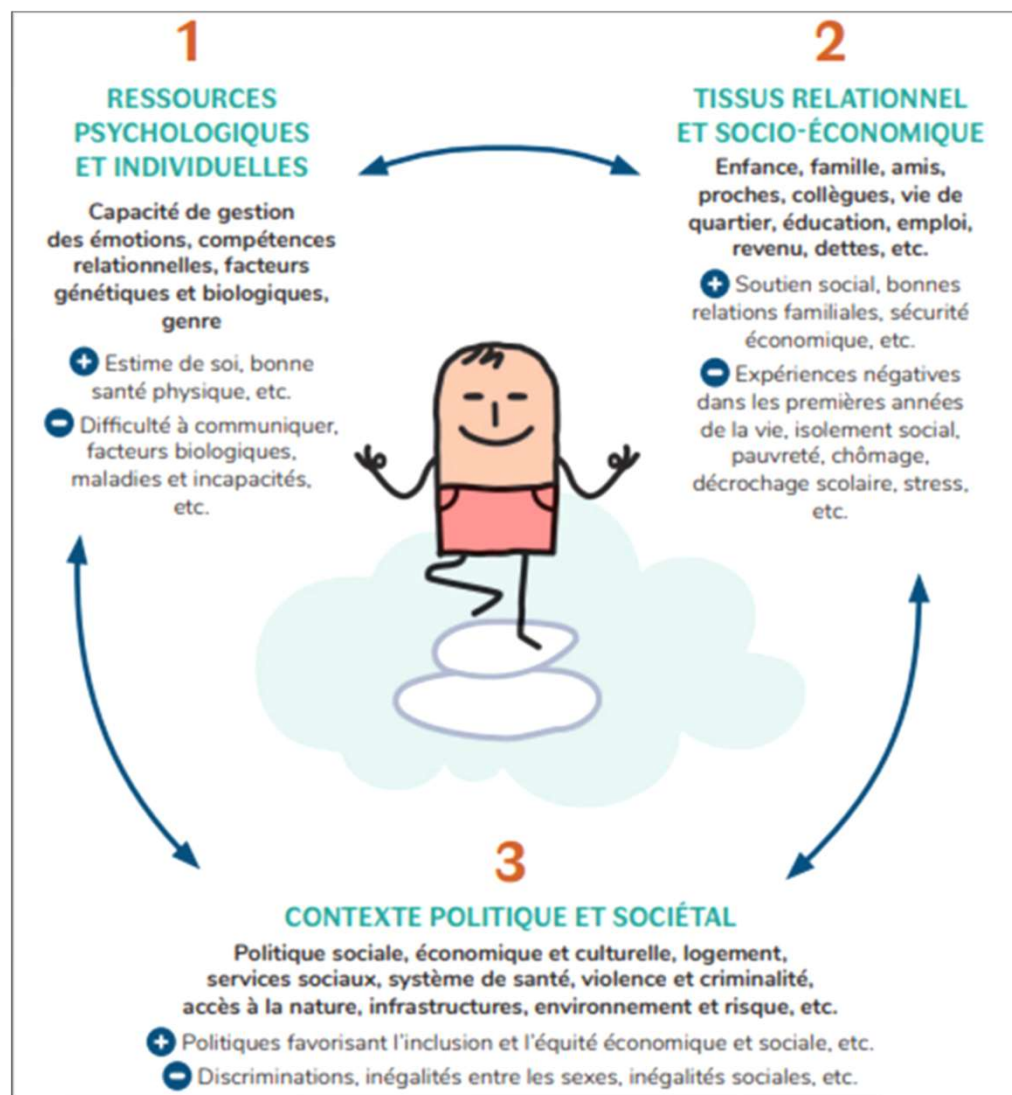 1
RESSOURCES
PSYCHOLOGIQUES
ET INDIVIDUELLES
Capacité de gestion
des émotions, compétences
relationnelles, facteurs
génétiques et biologiques,
genre
+ Estime de soi, bonne
santé physique, etc.
- Difficulté à communiquer,
facteurs biologiques,
maladies et incapacités,
etc.
2
TISSUS RELATIONNEL
ET SOCIO-ÉCONOMIQUE
Enfance, famille, amis,
proches, collègues, vie de
quartier, éducation, emploi,
revenu, dettes, etc.
+ Soutien social, bonnes
relations familiales, sécurité
économique, etc.
- Expériences négatives
dans les premières années
de la vie, isolement social,
pauvreté, chômage,
décrochage scolaire, stress,
etc.
3
CONTEXTE POLITIQUE ET SOCIÉTAL
Politique sociale, économique et culturelle, logement,
services sociaux, système de santé, violence et criminalité,
accès à la nature, infrastructures, environnement et risque, etc.
+ Politiques favorisant l'inclusion et l'équité économique et sociale, etc.
- Discriminations, inégalités entre les sexes, inégalités sociales, etc.